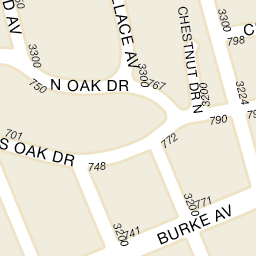 D AV
3300
LACE AV
3300
CHESTNUT DR N
3200
C
798
3224
750
N OAK DR
767
790
772
701
S OAK DR
748
3200
741
3200
771
BURKE AV